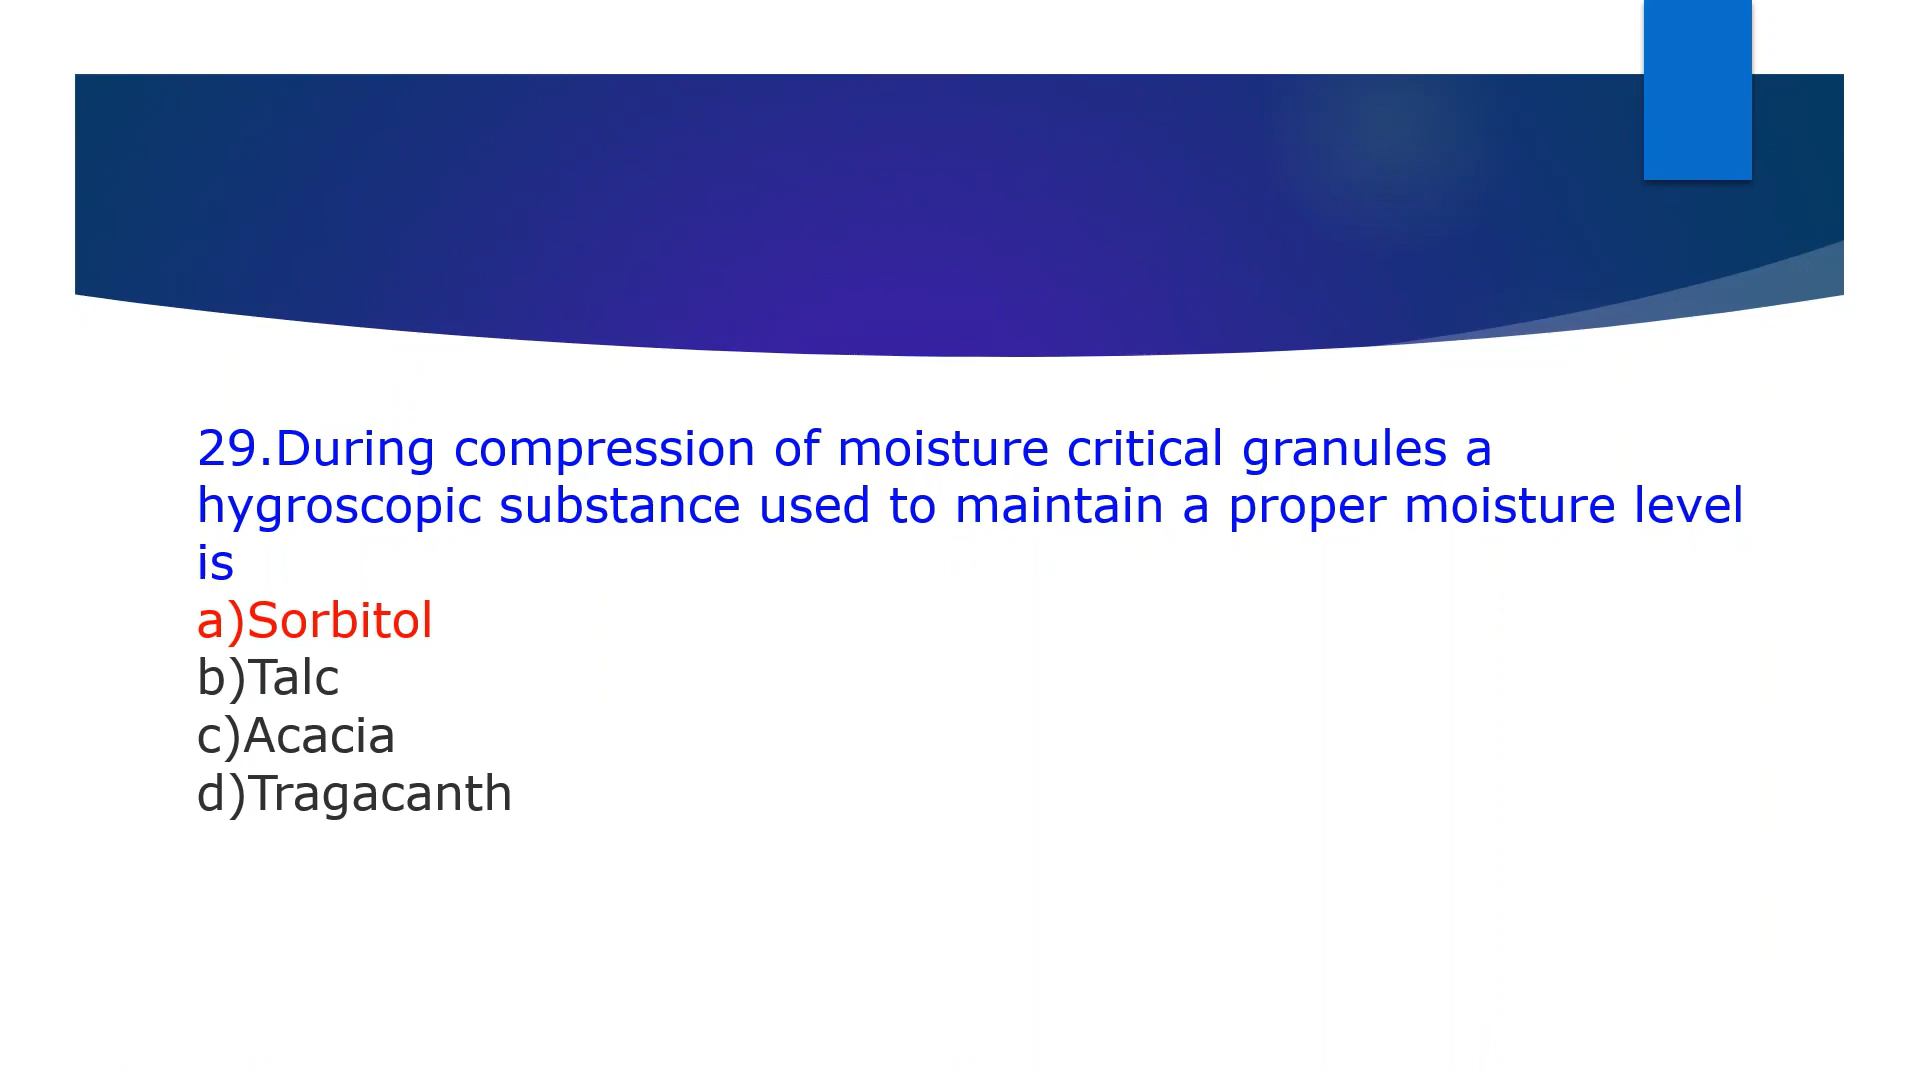 29.During compression of moisture critical granules a
hygroscopic substance used to maintain a proper moisture level
is
a)Sorbitol
b)Talc
c)Acacia
d)Tragacanth